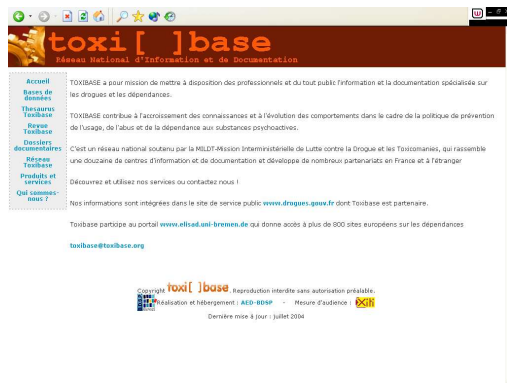 toxi[ ]base
Réseau National d'Information et de Documentation
Accueil
Bases de
données
Thesaurus
Toxibase
Revue
Toxibase
Dossiers
documentaires
Réseau
Toxibase
Produits et
services
Qui sommes-
nous ?
TOXIBASE a pour mission de mettre à disposition des professionnels et du tout public l'information et la documentation spécialisée sur
les drogues et les dépendances.
TOXIBASE contribue à l'accroissement des connaissances et à l'évolution des comportements dans le cadre de la politique de prévention
de l'usage, de l'abus et de la dépendance aux substances psychoactives.
C'est un réseau national soutenu par la MILDT-Mission Interministérielle de Lutte contre la Drogue et les Toxicomanies, qui rassemble
une douzaine de centres d'information et de documentation et développe de nombreux partenariats en France et à l'étranger
Découvrez et utilisez nos services ou contactez nous !
Nos informations sont intégrées dans le site de service public www.drogues.gouv.fr dont Toxibase est partenaire.
Toxibase participe au portail www.elisad.uni-bremen.de qui donne accès à plus de 800 sites européens sur les dépendances
toxibase@toxibase.org
Copyright toxi[ ]base. Reproduction interdite sans autorisation préalable.
Réalisation et hébergement : AED-BDSP - Mesure d'audience : Xiti
Dernière mise à jour : juillet 2004